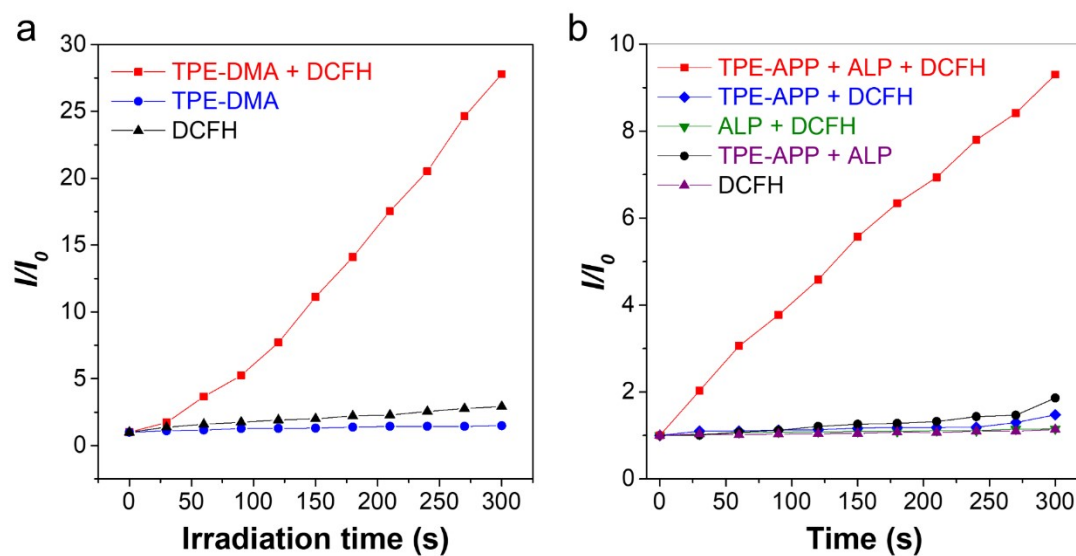 a
30
25
20
15
10
5
0
I/I0
TPE-DMA + DCFH
TPE-DMA
DCFH
0 50 100 150 200 250 300
Irradiation time (s)
b
10
8
6
4
2
0
I/I0
TPE-APP + ALP + DCFH
TPE-APP + DCFH
ALP + DCFH
TPE-APP + ALP
DCFH
0 50 100 150 200 250 300
Time (s)